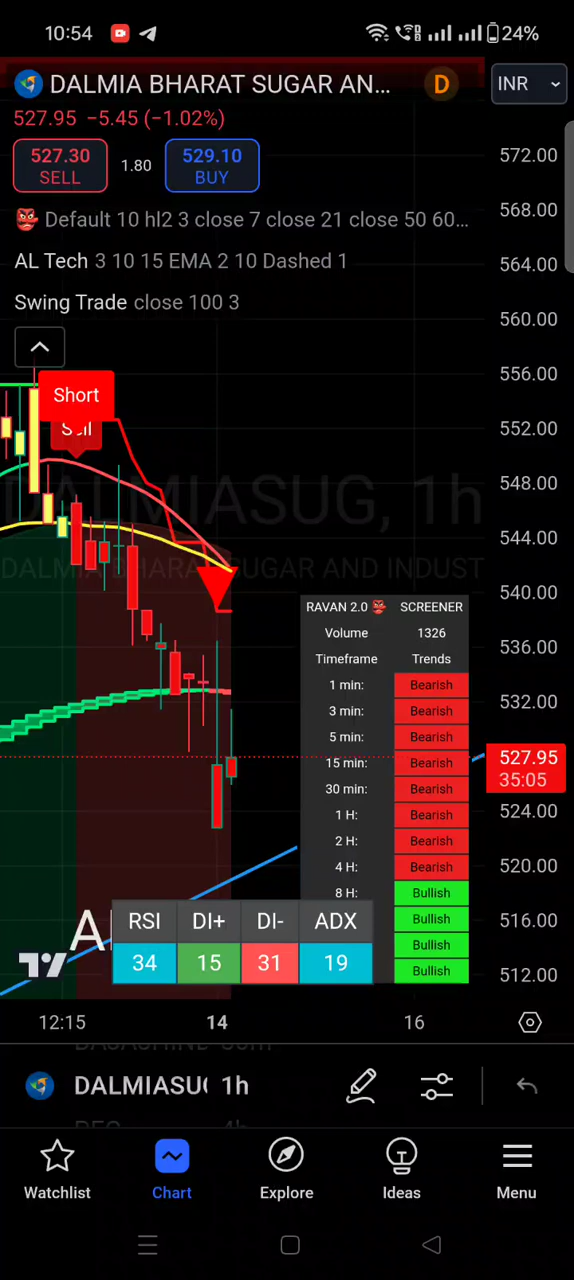 10:54 24%
DALMIA BHARAT SUGAR AN... D INR
527.95 −5.45 (−1.02%)
527.30 1.80 529.10
SELL BUY
Default 10 hl2 3 close 7 close 21 close 50 60...
AL Tech 3 10 15 EMA 2 10 Dashed 1
Swing Trade close 100 3
572.00
568.00
564.00
560.00
556.00
552.00
548.00
544.00
540.00
536.00
532.00
527.95
35:05
524.00
520.00
516.00
512.00
Short
Sell
DALMIASUG, 1h
DALMIA BHARAT SUGAR AND INDUST
RAVAN 2.0 SCREENER
Volume 1326
Timeframe Trends
1 min: Bearish
3 min: Bearish
5 min: Bearish
15 min: Bearish
30 min: Bearish
1 H: Bearish
2 H: Bearish
4 H: Bearish
8 H: Bullish
Bullish
Bullish
Bullish
RSI DI+ DI- ADX
34 15 31 19
12:15 14 16
DALMIASU 1h
Watchlist Chart Explore Ideas Menu